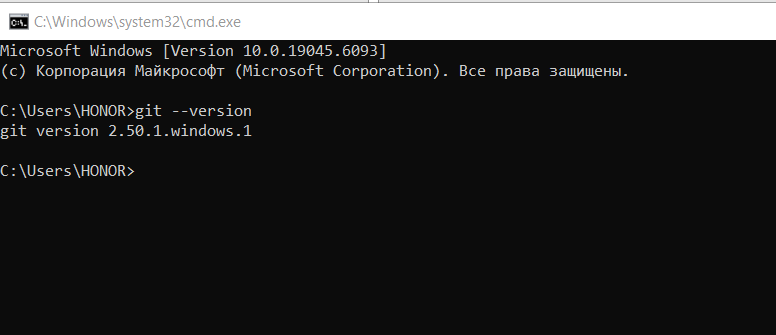 C:\Windows\system32\cmd.exe
Microsoft Windows [Version 10.0.19045.6093]
(c) Корпорация Майкрософт (Microsoft Corporation). Все права защищены.
C:\Users\HONOR>git --version
git version 2.50.1.windows.1
C:\Users\HONOR>